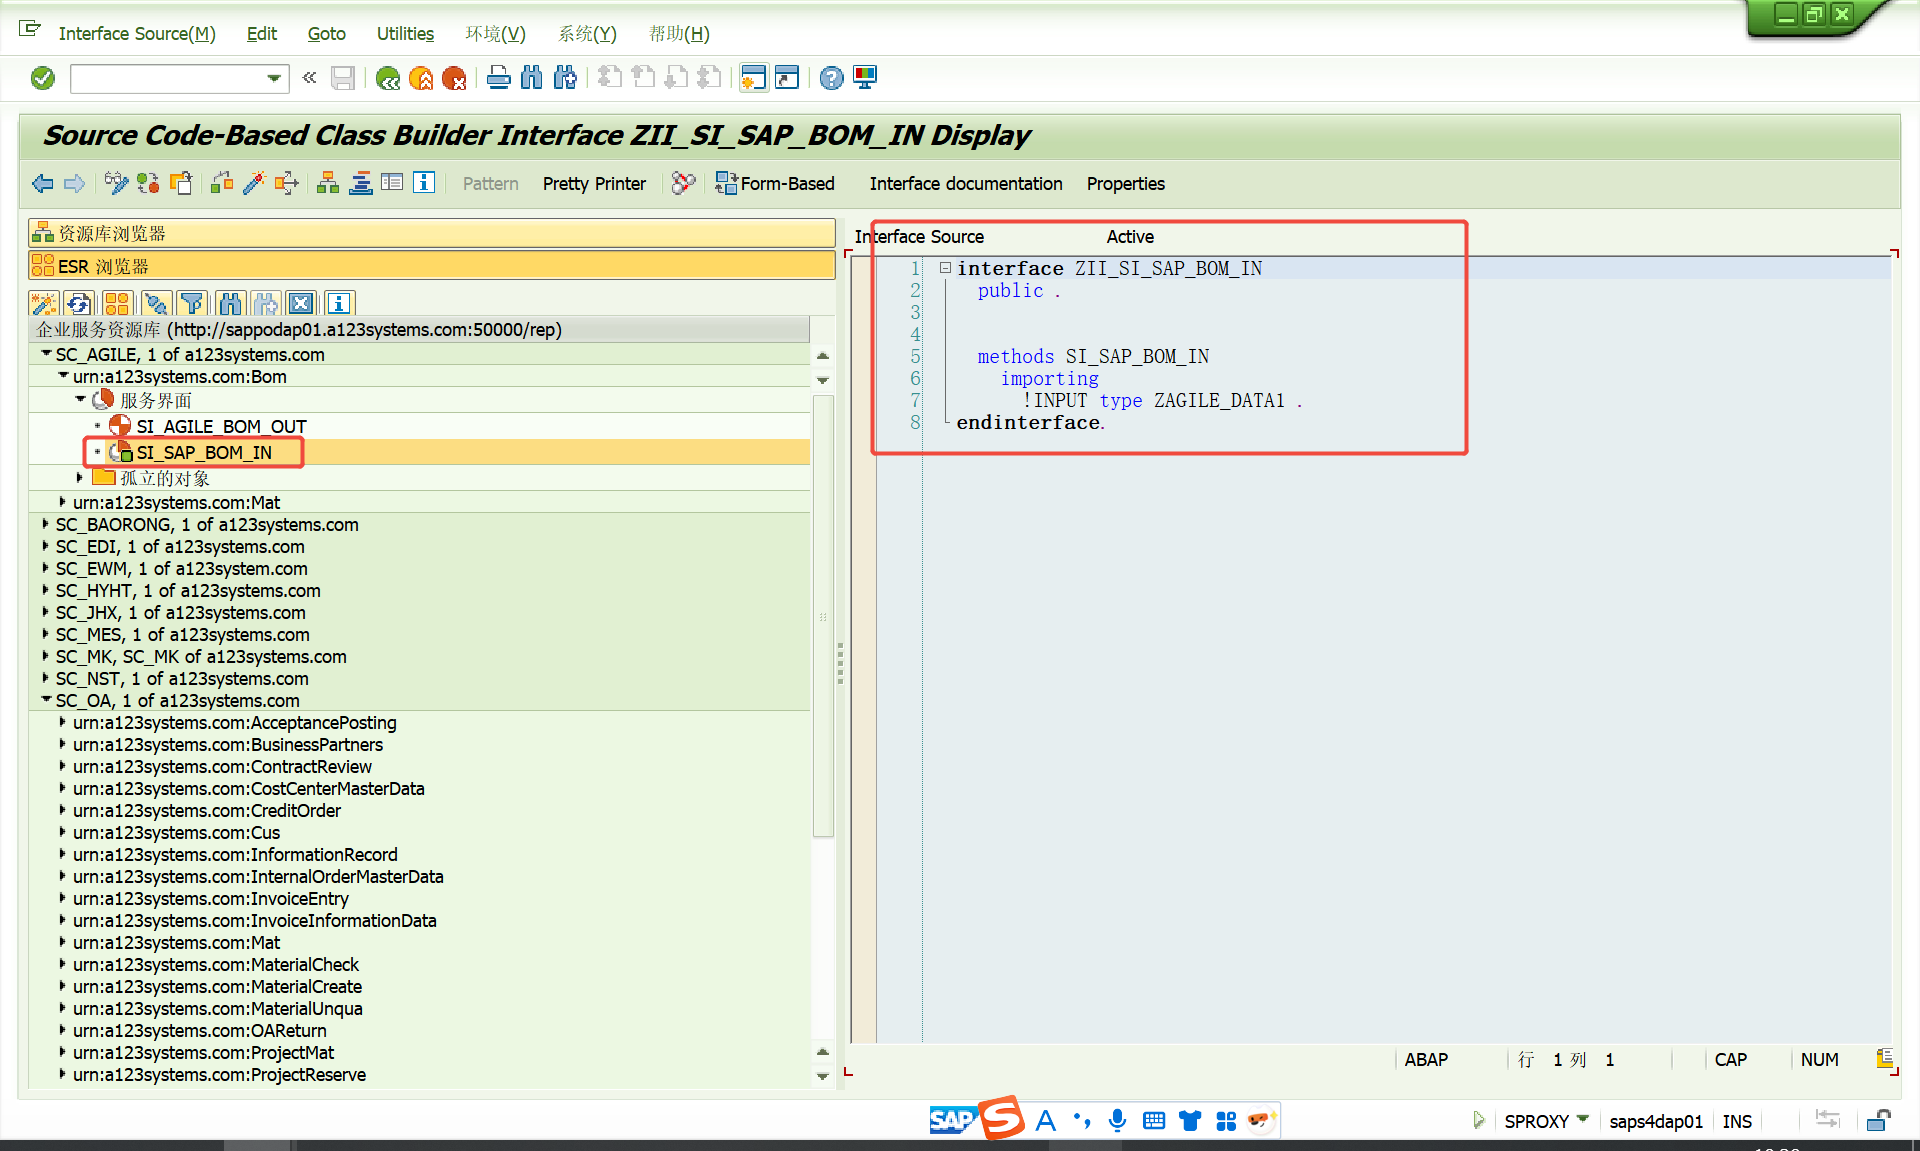 Interface Source(M) Edit Goto Utilities 环境(V) 系统(Y) 帮助(H)
Source Code-Based Class Builder Interface ZII_SI_SAP_BOM_IN Display
Pattern Pretty Printer Form-Based Interface documentation Properties
资源库浏览器
ESR 浏览器
企业服务资源库 (http://sappodap01.a123systems.com:50000/rep)
SC_AGILE, 1 of a123systems.com
urn:a123systems.com:Bom
服务界面
SI_AGILE_BOM_OUT
SI_SAP_BOM_IN
孤立的对象
urn:a123systems.com:Mat
SC_BAORONG, 1 of a123systems.com
SC_EDI, 1 of a123systems.com
SC_EWM, 1 of a123system.com
SC_HYHT, 1 of a123systems.com
SC_JHX, 1 of a123systems.com
SC_MES, 1 of a123systems.com
SC_MK, SC_MK of a123systems.com
SC_NST, 1 of a123systems.com
SC_OA, 1 of a123systems.com
urn:a123systems.com:AcceptancePosting
urn:a123systems.com:BusinessPartners
urn:a123systems.com:ContractReview
urn:a123systems.com:CostCenterMasterData
urn:a123systems.com:CreditOrder
urn:a123systems.com:Cus
urn:a123systems.com:InformationRecord
urn:a123systems.com:InternalOrderMasterData
urn:a123systems.com:InvoiceEntry
urn:a123systems.com:InvoiceInformationData
urn:a123systems.com:Mat
urn:a123systems.com:MaterialCheck
urn:a123systems.com:MaterialCreate
urn:a123systems.com:MaterialUnqua
urn:a123systems.com:OAReturn
urn:a123systems.com:ProjectMat
urn:a123systems.com:ProjectReserve
Interface Source Active
1 interface ZII_SI_SAP_BOM_IN
2 public .
3
4
5 methods SI_SAP_BOM_IN
6 importing
7 !INPUT type ZAGILE_DATA1 .
8 endinterface.
ABAP 行 1 列 1 CAP NUM
SAP S A SPROXY saps4dap01 INS